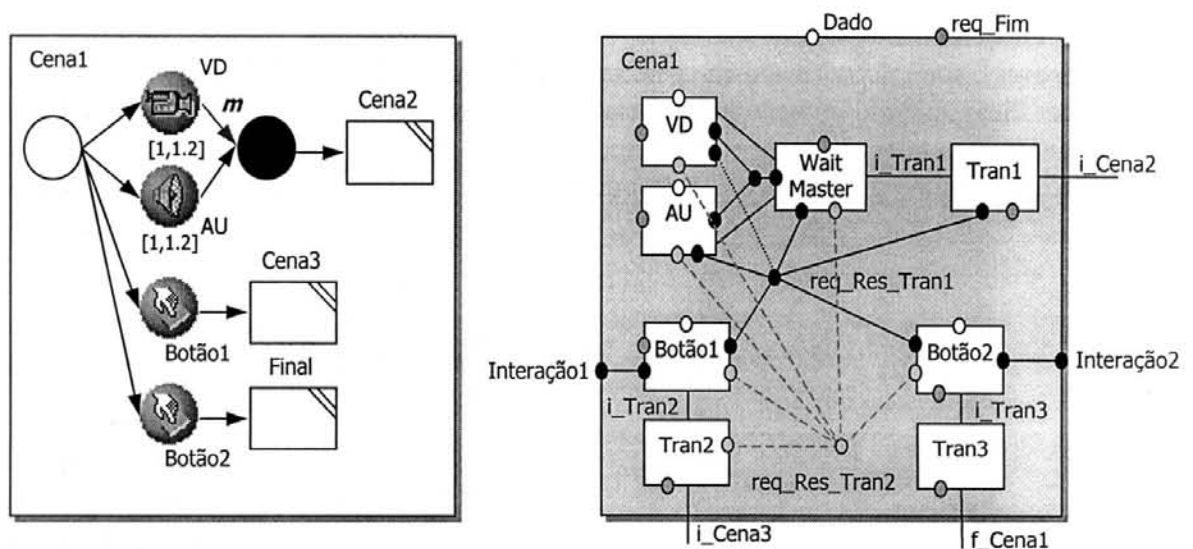 Cena1
VD
m
Cena2
[1,1.2]
AU
[1,1.2]
Cena3
Botão1
Final
Botão2
Dado
req_Fim
Cena1
VD
Wait
Master
i_Tran1
Tran1
i_Cena2
AU
req_Res_Tran1
Botão1
Botão2
Interação1
Interação2
i_Tran2
i_Tran3
Tran2
Tran3
req_Res_Tran2
i_Cena3
f_Cena1